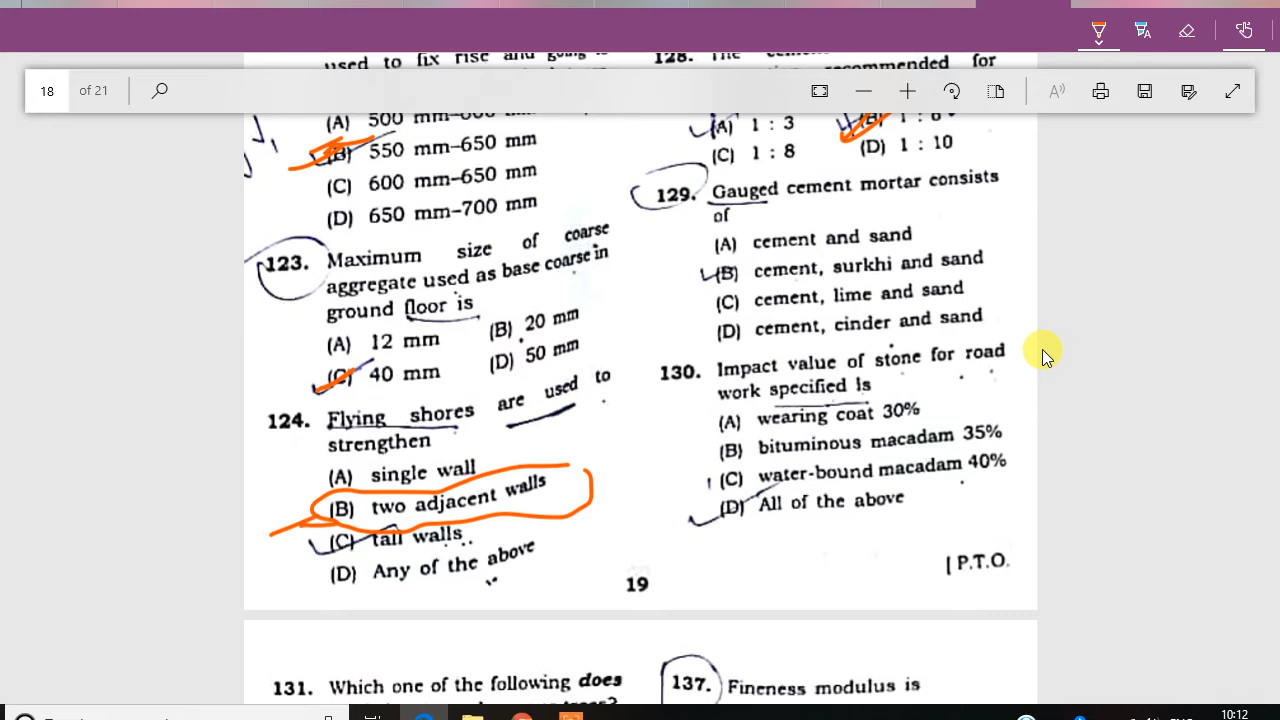 18 of 21
used to fix rise and going is
(A) 500
(B) 550 mm–650 mm
(C) 600 mm–650 mm
(D) 650 mm–700 mm
123. Maximum size of coarse
aggregate used as base coarse in
ground floor is
(A) 12 mm (B) 20 mm
(C) 40 mm (D) 50 mm
124. Flying shores are used to
strengthen
(A) single wall
(B) two adjacent walls
(C) tall walls
(D) Any of the above
128. The
recommended for
(A) 1 : 3 (B) 1 : 6
(C) 1 : 8 (D) 1 : 10
129. Gauged cement mortar consists
of
(A) cement and sand
(B) cement, surkhi and sand
(C) cement, lime and sand
(D) cement, cinder and sand
130. Impact value of stone for road
work specified is
(A) wearing coat 30%
(B) bituminous macadam 35%
(C) water-bound macadam 40%
(D) All of the above
19
[ P.T.O.
131. Which one of the following does
137. Fineness modulus is
10:12